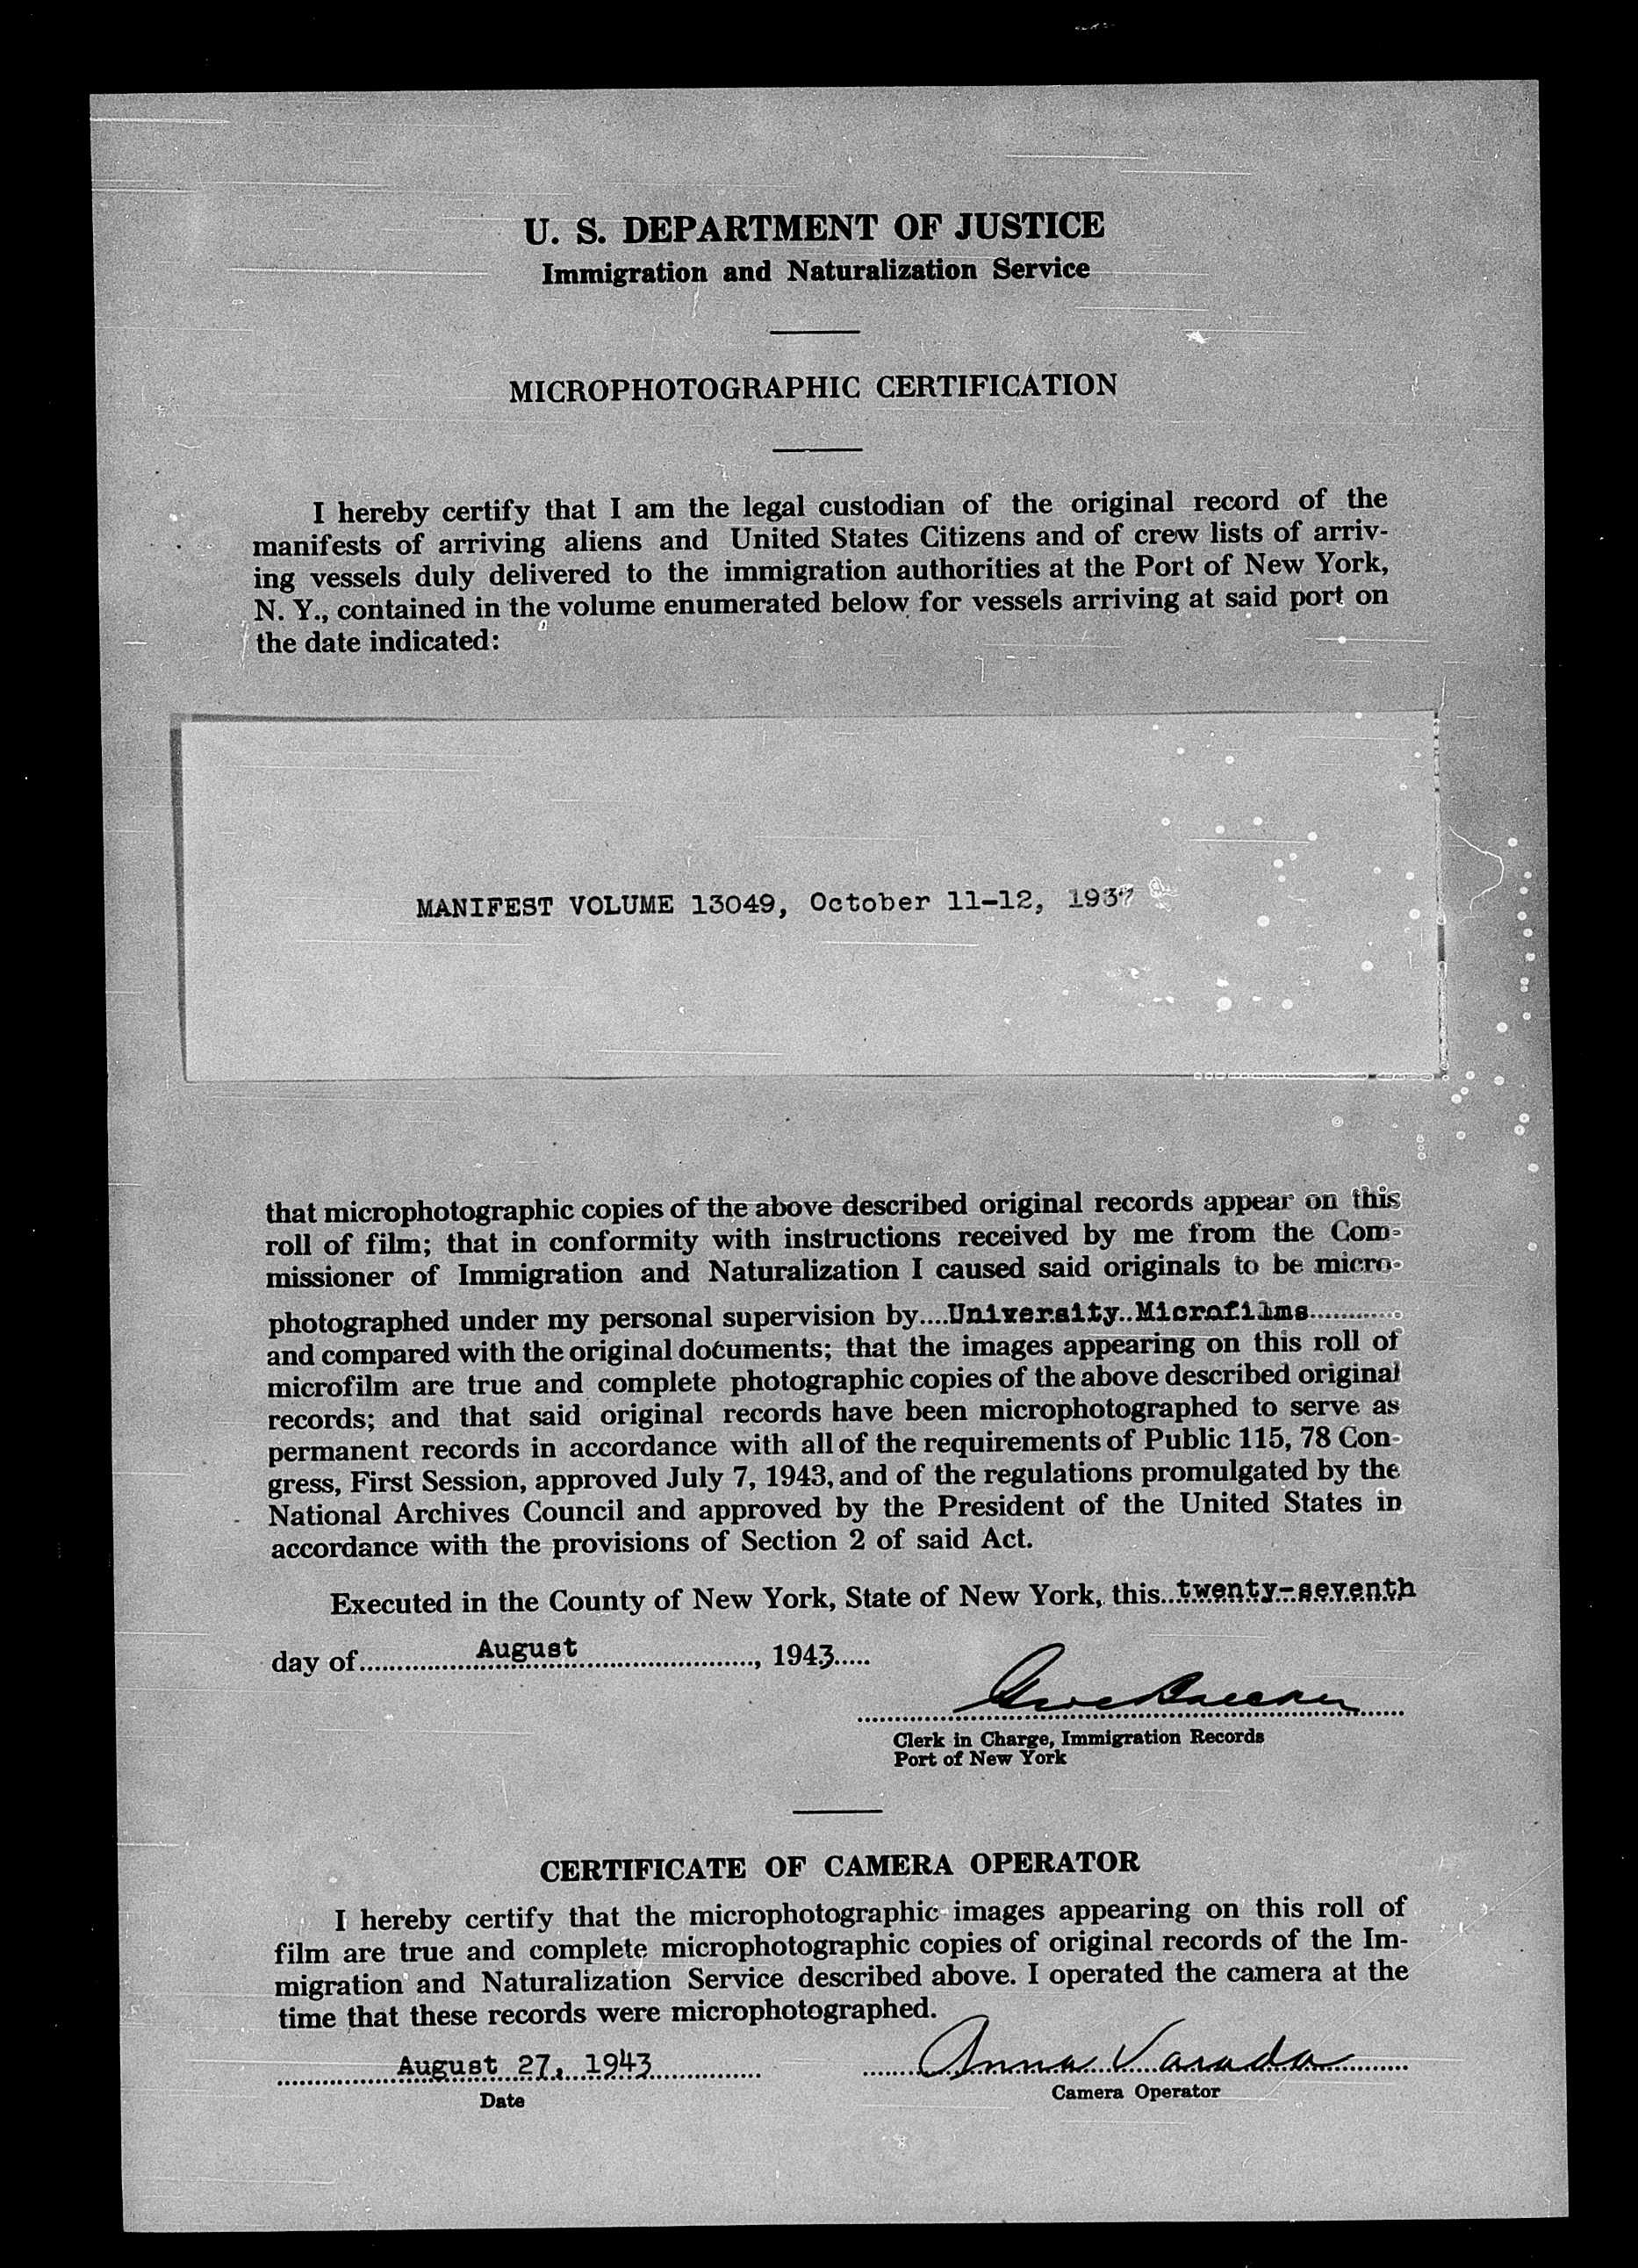 U. S. DEPARTMENT OF JUSTICE
Immigration and Naturalization Service
MICROPHOTOGRAPHIC CERTIFICATION
I hereby certify that I am the legal custodian of the original record of the
manifests of arriving aliens and United States Citizens and of crew lists of arriv-
ing vessels duly delivered to the immigration authorities at the Port of New York,
N. Y., contained in the volume enumerated below for vessels arriving at said port on
the date indicated:
MANIFEST VOLUME 13049, October 11-12, 1937
that microphotographic copies of the above described original records appear on this
roll of film; that in conformity with instructions received by me from the Com-
missioner of Immigration and Naturalization I caused said originals to be micro-
photographed under my personal supervision by....University..Microfilms............
and compared with the original documents; that the images appearing on this roll of
microfilm are true and complete photographic copies of the above described original
records; and that said original records have been microphotographed to serve as
permanent records in accordance with all of the requirements of Public 115, 78 Con-
gress, First Session, approved July 7, 1943, and of the regulations promulgated by the
National Archives Council and approved by the President of the United States in
accordance with the provisions of Section 2 of said Act.
Executed in the County of New York, State of New York, this...twenty-seventh
day of................August........................, 1943.....
Clerk in Charge, Immigration Records
Port of New York
CERTIFICATE OF CAMERA OPERATOR
I hereby certify that the microphotographic images appearing on this roll of
film are true and complete microphotographic copies of original records of the Im-
migration and Naturalization Service described above. I operated the camera at the
time that these records were microphotographed.
August 27, 1943 Anna Varada
Date Camera Operator